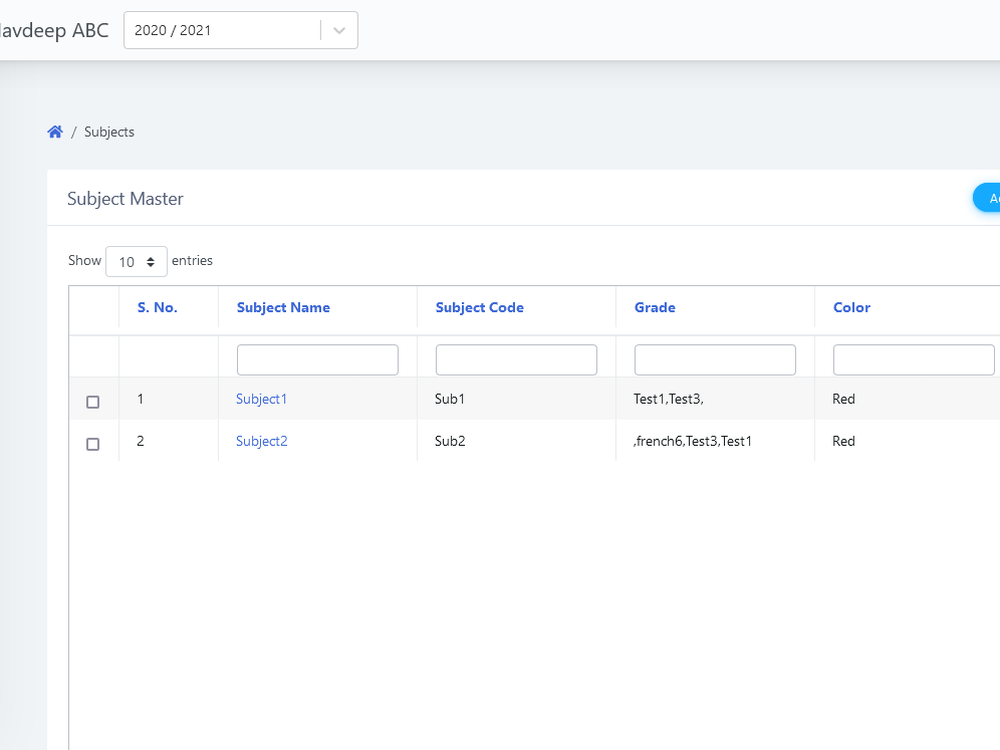 ABC 2020 / 2021
/ Subjects
Subject Master
Show 10 entries
S. No. Subject Name Subject Code Grade Color
1 Subject1 Sub1 Test1,Test3, Red
2 Subject2 Sub2 ,french6,Test3,Test1 Red